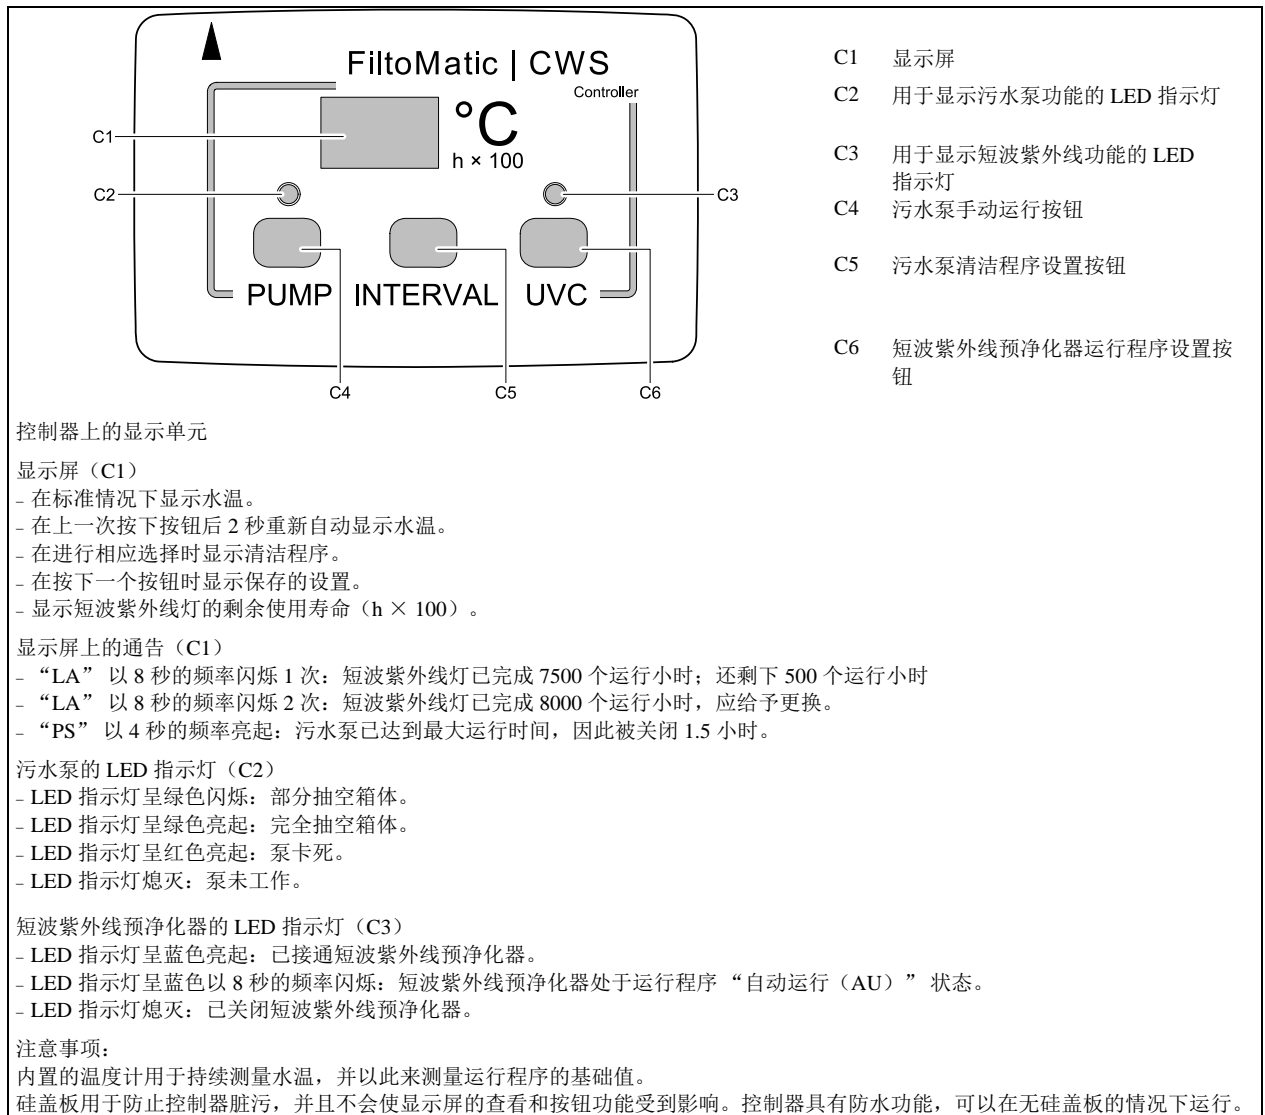 FiltoMatic | CWS
Controller
°C
h × 100
C1
C2
C3
PUMP INTERVAL UVC
C4 C5 C6
C1 显示屏
C2 用于显示污水泵功能的 LED 指示灯
C3 用于显示短波紫外线功能的 LED
指示灯
C4 污水泵手动运行按钮
C5 污水泵清洁程序设置按钮
C6 短波紫外线预净化器运行程序设置按
钮
控制器上的显示单元
显示屏（C1）
– 在标准情况下显示水温。
– 在上一次按下按钮后 2 秒重新自动显示水温。
– 在进行相应选择时显示清洁程序。
– 在按下一个按钮时显示保存的设置。
– 显示短波紫外线灯的剩余使用寿命（h × 100）。
显示屏上的通告（C1）
– “LA” 以 8 秒的频率闪烁 1 次：短波紫外线灯已完成 7500 个运行小时；还剩下 500 个运行小时
– “LA” 以 8 秒的频率闪烁 2 次：短波紫外线灯已完成 8000 个运行小时，应给予更换。
– “PS” 以 4 秒的频率亮起：污水泵已达到最大运行时间，因此被关闭 1.5 小时。
污水泵的 LED 指示灯（C2）
– LED 指示灯呈绿色闪烁：部分抽空箱体。
– LED 指示灯呈绿色亮起：完全抽空箱体。
– LED 指示灯呈红色亮起：泵卡死。
– LED 指示灯熄灭：泵未工作。
短波紫外线预净化器的 LED 指示灯（C3）
– LED 指示灯呈蓝色亮起：已接通短波紫外线预净化器。
– LED 指示灯呈蓝色以 8 秒的频率闪烁：短波紫外线预净化器处于运行程序 “自动运行（AU）” 状态。
– LED 指示灯熄灭：已关闭短波紫外线预净化器。
注意事项：
内置的温度计用于持续测量水温，并以此来测量运行程序的基础值。
硅盖板用于防止控制器脏污，并且不会使显示屏的查看和按钮功能受到影响。控制器具有防水功能，可以在无硅盖板的情况下运行。